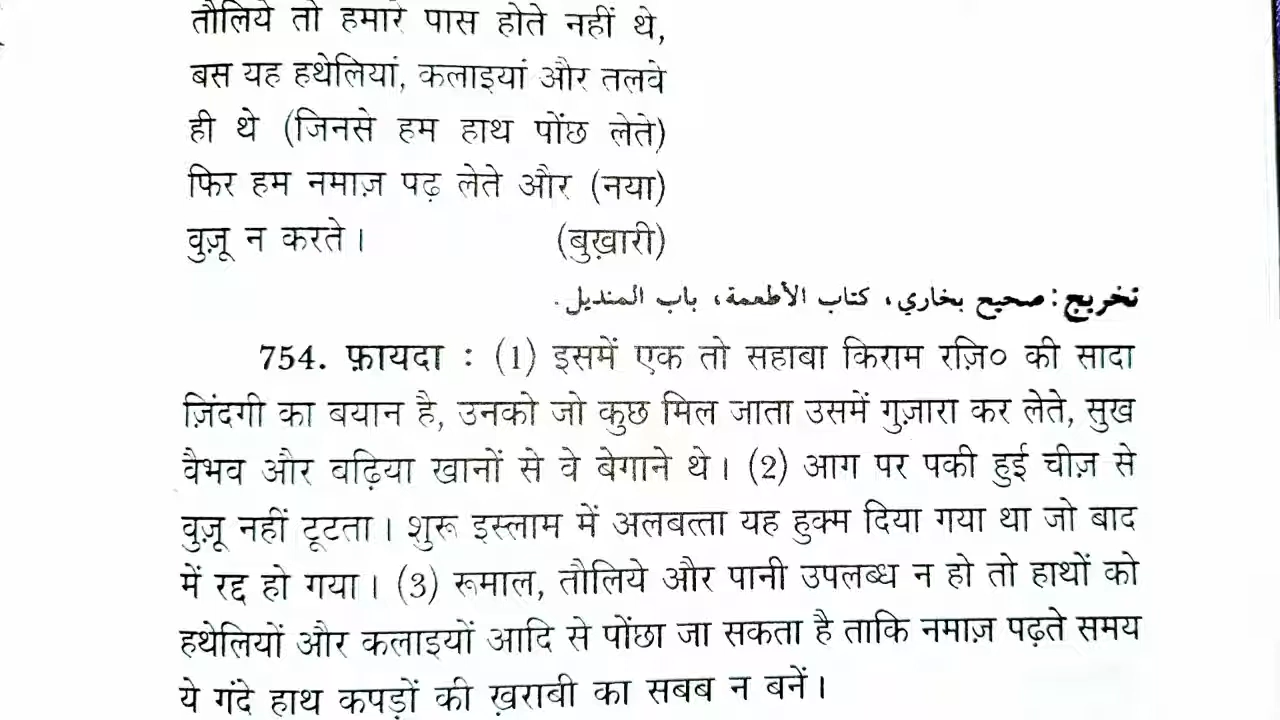 तौलिये तो हमारे पास होते नहीं थे,
बस यह हथेलियां, कलाइयां और तलवे
ही थे (जिनसे हम हाथ पोंछ लेते)
फिर हम नमाज़ पढ़ लेते और (नया)
वुज़ू न करते। (बुख़ारी)
تخريج: صحيح بخاري، كتاب الأطعمة، باب المنديل.
754. फ़ायदा : (1) इसमें एक तो सहाबा किराम रज़ि० की सादा
ज़िंदगी का बयान है, उनको जो कुछ मिल जाता उसमें गुज़ारा कर लेते, सुख
वैभव और बढ़िया खानों से वे बेगाने थे। (2) आग पर पकी हुई चीज़ से
वुज़ू नहीं टूटता। शुरू इस्लाम में अलबत्ता यह हुक्म दिया गया था जो बाद
में रद्द हो गया। (3) रूमाल, तौलिये और पानी उपलब्ध न हो तो हाथों को
हथेलियों और कलाइयों आदि से पोंछा जा सकता है ताकि नमाज़ पढ़ते समय
ये गंदे हाथ कपड़ों की ख़राबी का सबब न बनें।